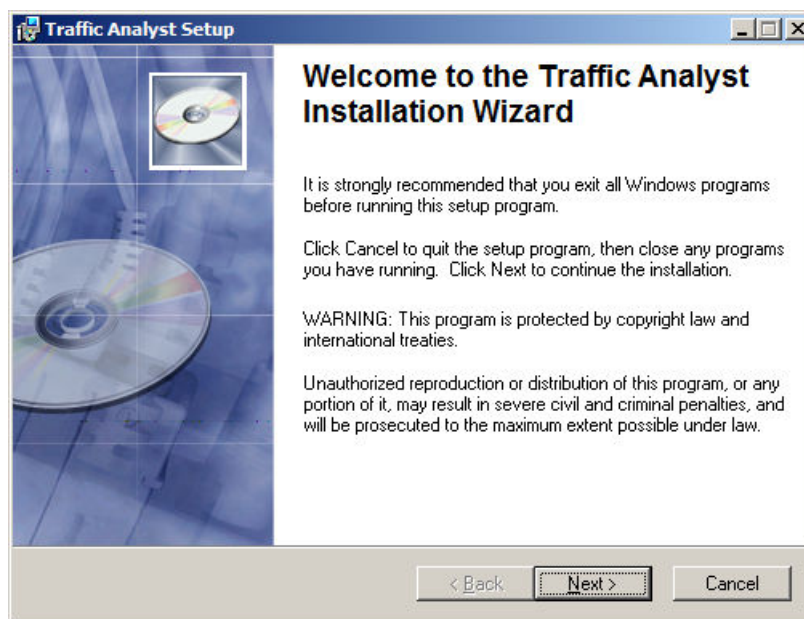 Traffic Analyst Setup
Welcome to the Traffic Analyst
Installation Wizard
It is strongly recommended that you exit all Windows programs
before running this setup program.
Click Cancel to quit the setup program, then close any programs
you have running.  Click Next to continue the installation.
WARNING: This program is protected by copyright law and
international treaties.
Unauthorized reproduction or distribution of this program, or any
portion of it, may result in severe civil and criminal penalties, and
will be prosecuted to the maximum extent possible under law.
< Back
Next >
Cancel